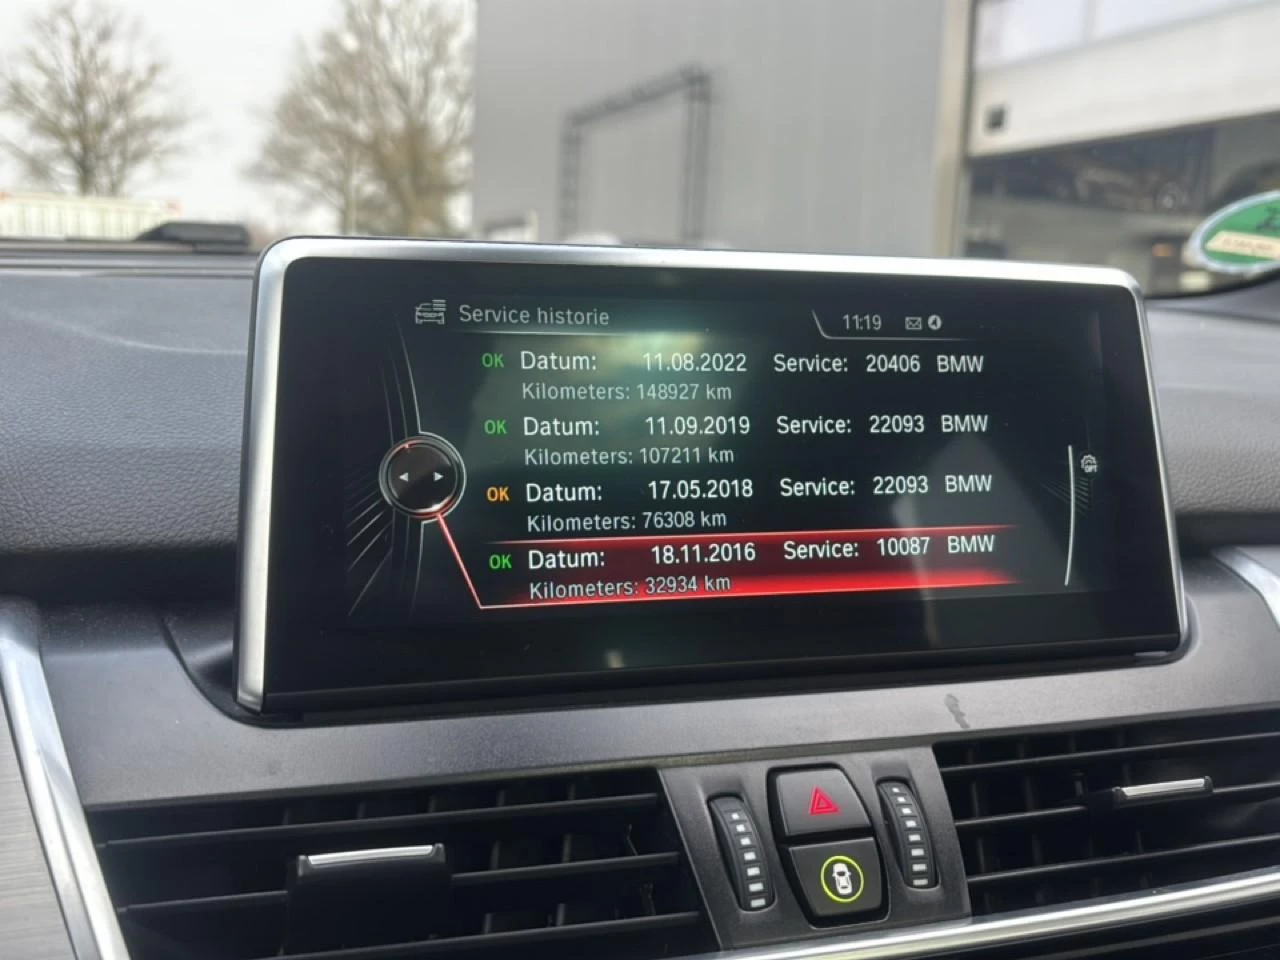 Service historie 11:19
OK Datum: 11.08.2022 Service: 20406 BMW
Kilometers: 148927 km
OK Datum: 11.09.2019 Service: 22093 BMW
Kilometers: 107211 km
OK Datum: 17.05.2018 Service: 22093 BMW
Kilometers: 76308 km
OK Datum: 18.11.2016 Service: 10087 BMW
Kilometers: 32934 km
OPT